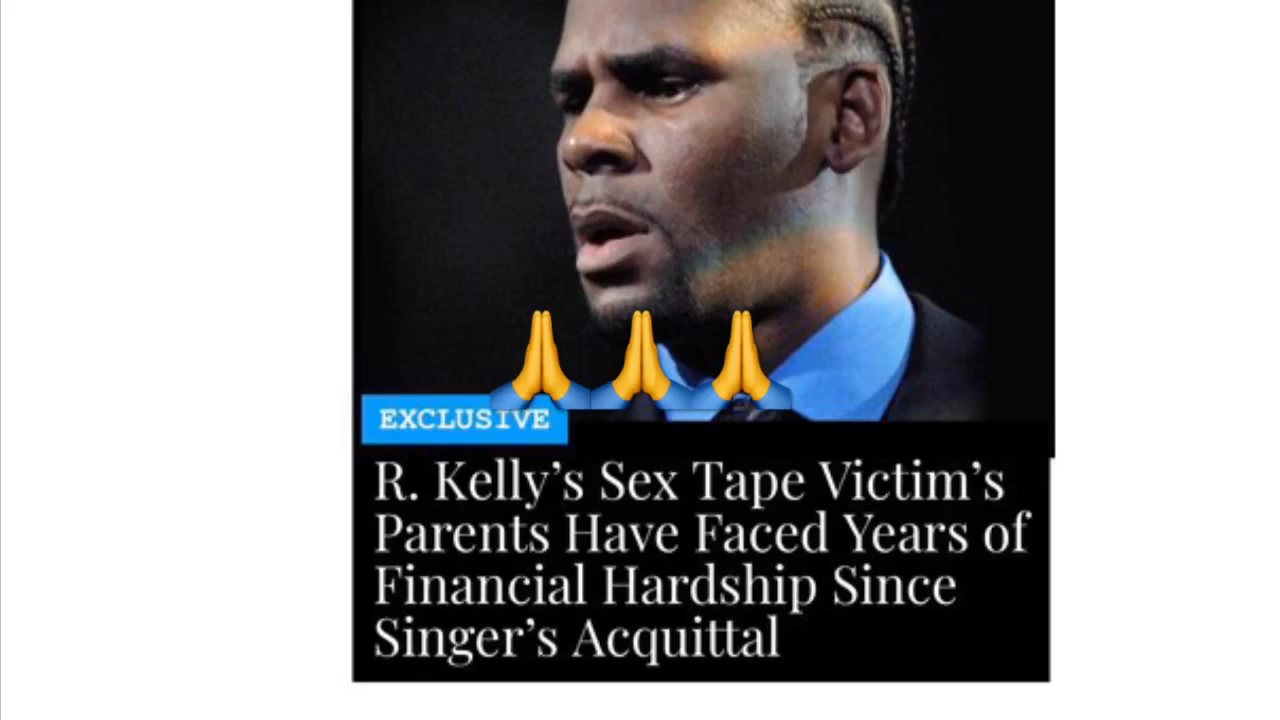 EXCLUSIVE
R. Kelly’s Sex Tape Victim’s
Parents Have Faced Years of
Financial Hardship Since
Singer’s Acquittal